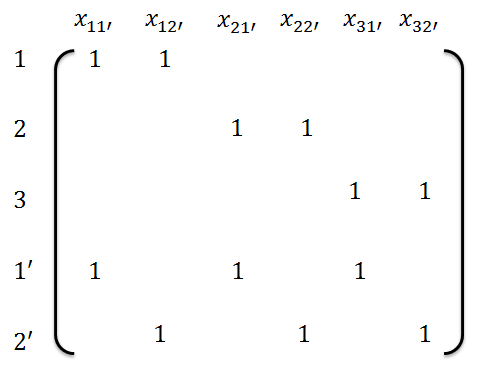 x₁₁′ x₁₂′ x₂₁′ x₂₂′ x₃₁′ x₃₂′
1 1 1
2 1 1
3 1 1
1′ 1 1 1
2′ 1 1 1